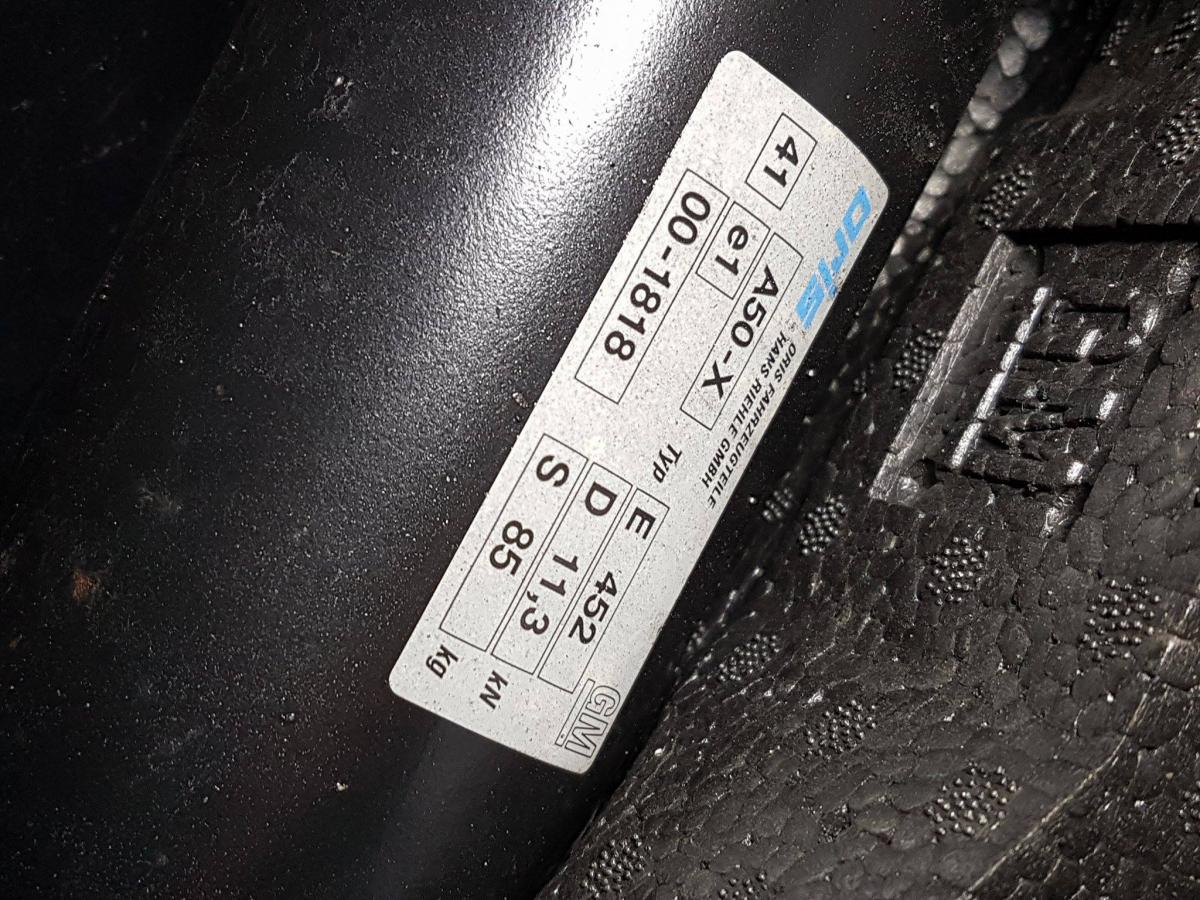 oris
ORIS FAHRZEUGTEILE
HANS RIEHLE GMBH
41
A50-X
e1
00-1818
Typ
E 452
D 11,3 kN
S 85 kg
GM